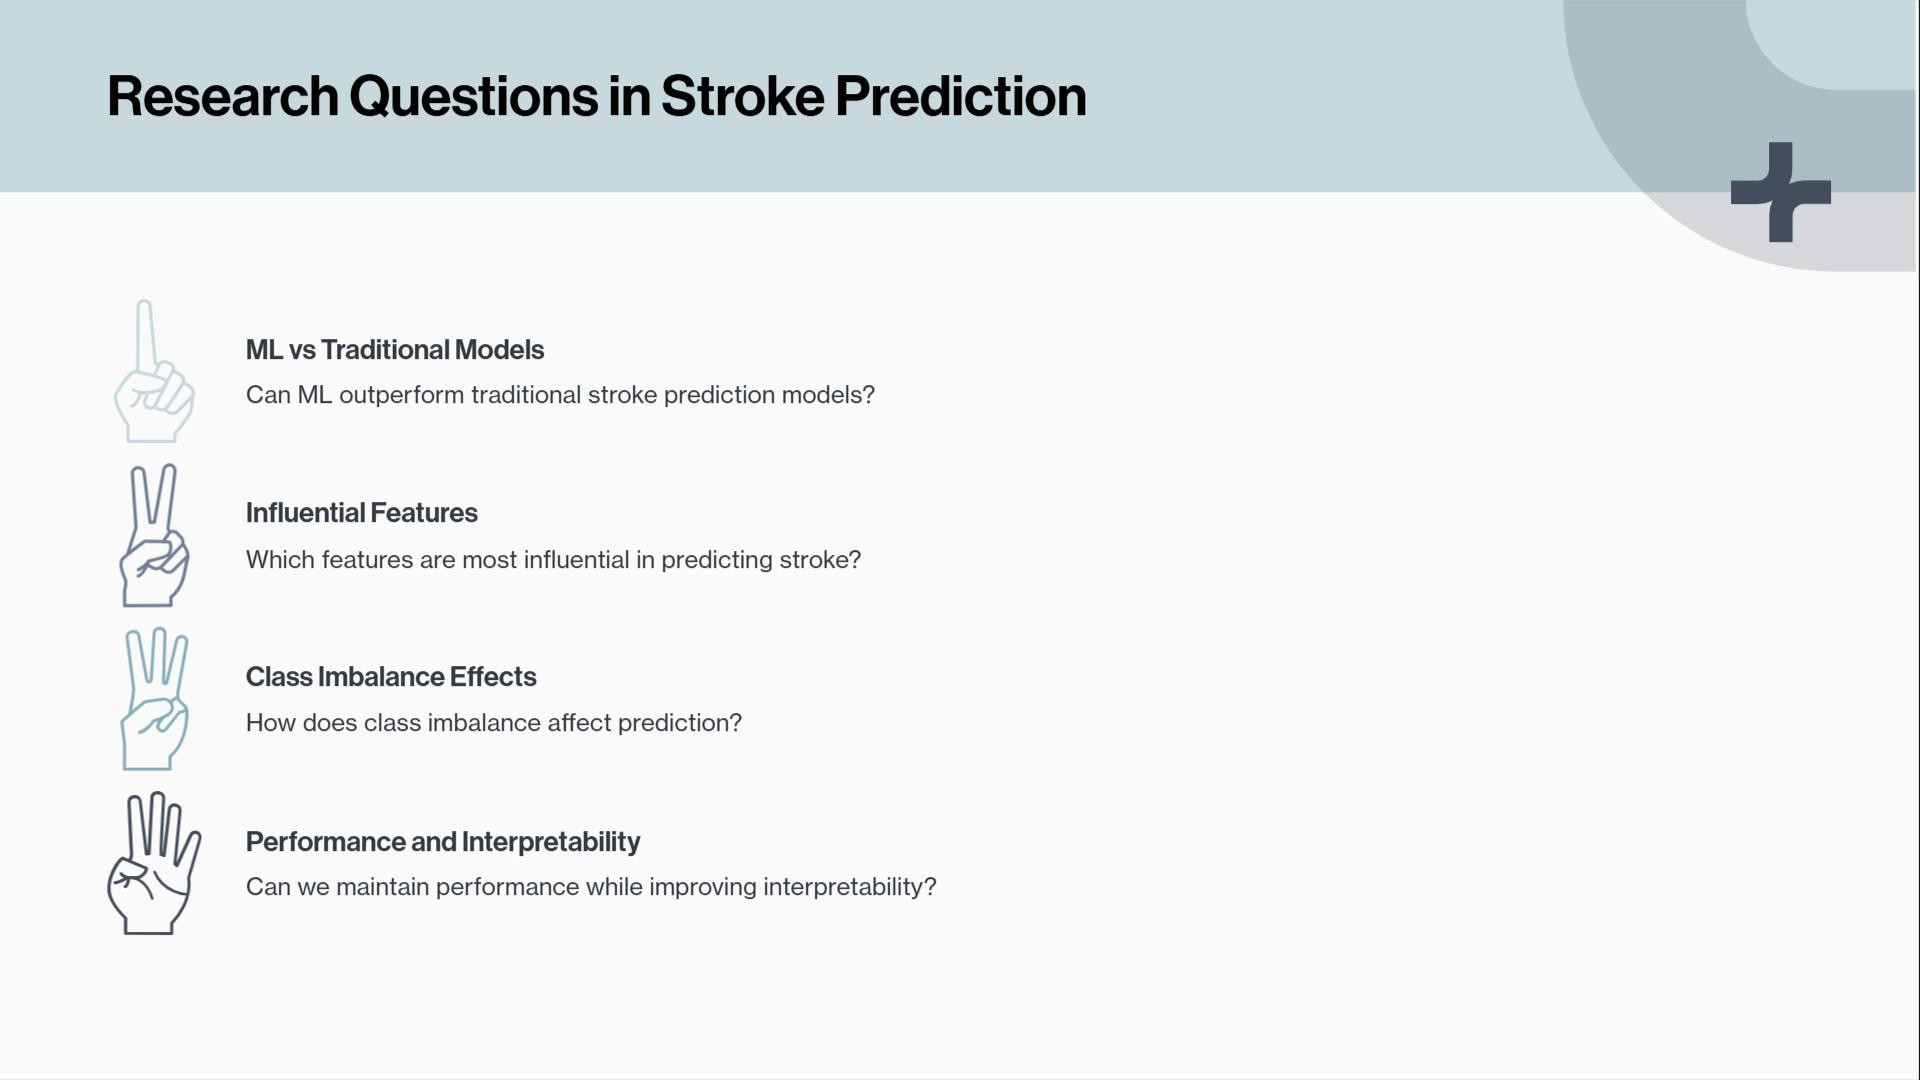 Research Questions in Stroke Prediction
ML vs Traditional Models
Can ML outperform traditional stroke prediction models?
Influential Features
Which features are most influential in predicting stroke?
Class Imbalance Effects
How does class imbalance affect prediction?
Performance and Interpretability
Can we maintain performance while improving interpretability?